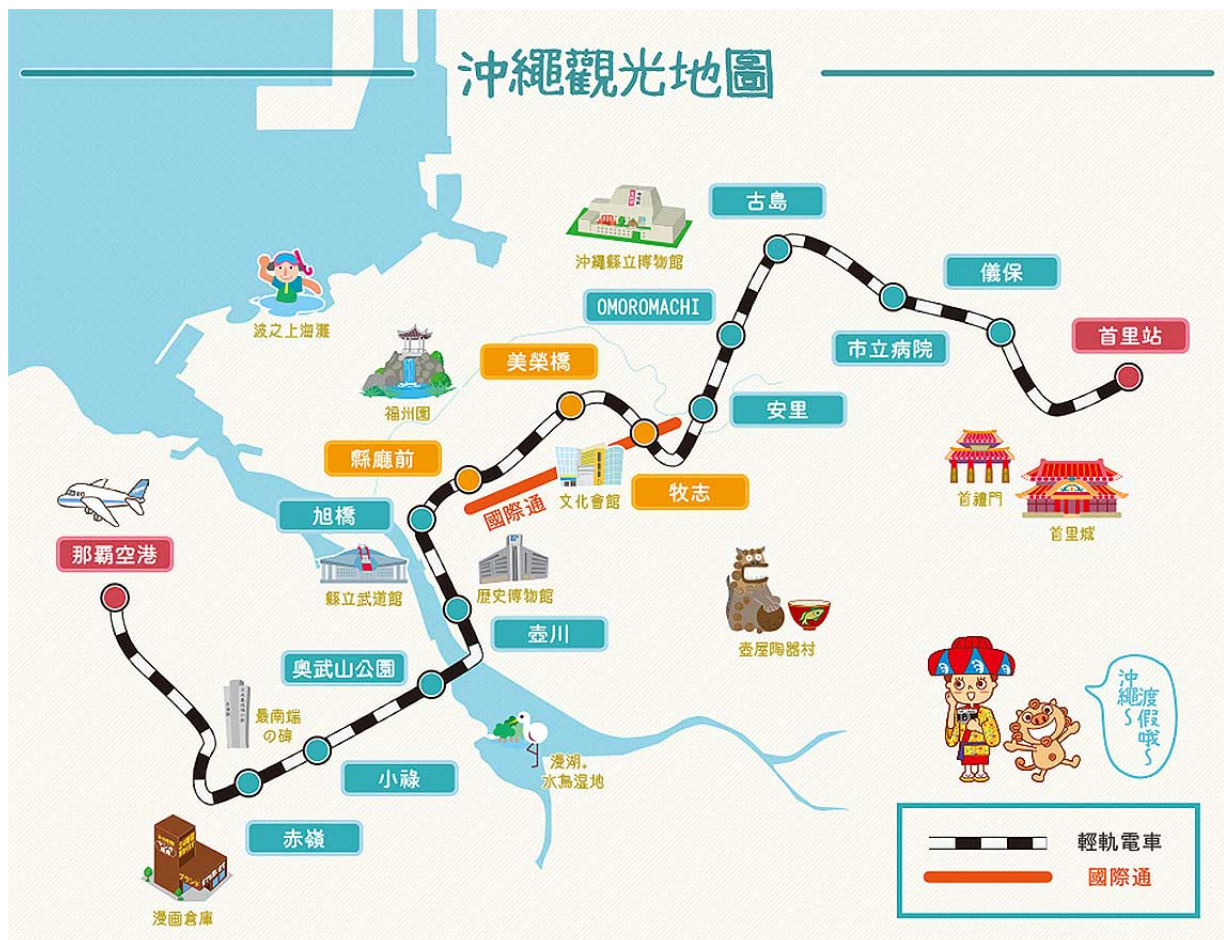 沖繩觀光地圖
古島
沖繩縣立博物館
儀保
波之上海灘
OMOROMACHI
市立病院
首里站
美榮橋
福州園
安里
縣廳前
國際通
文化會館
牧志
首禮門
首里城
旭橋
那霸空港
縣立武道館
歷史博物館
壺川
壺屋陶器村
奧武山公園
最南端
の碑
小祿
漫湖。
水鳥湿地
赤嶺
漫画倉庫
沖繩~
渡假哦~
輕軌電車
國際通